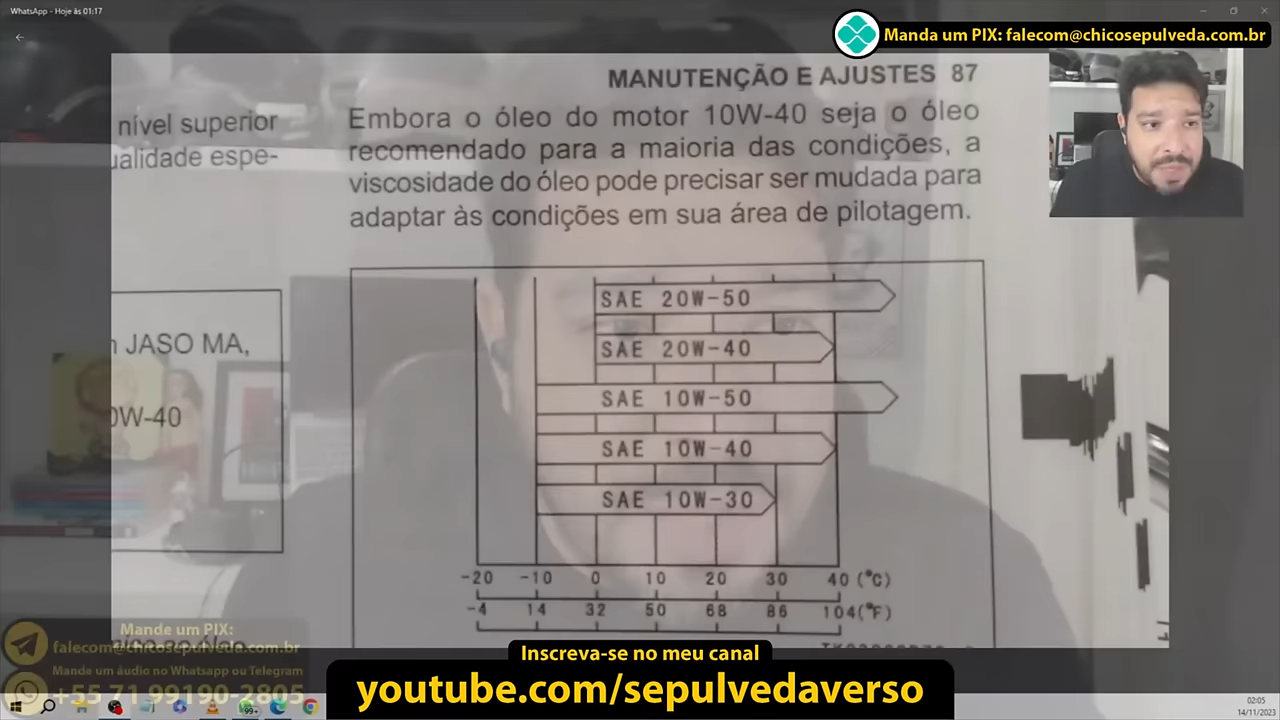 WhatsApp - Hoje às 01:17
Manda um PIX: falecom@chicosepulveda.com.br
MANUTENÇÃO E AJUSTES 87
nível superior
ualidade espe-
Embora o óleo do motor 10W-40 seja o óleo
recomendado para a maioria das condições, a
viscosidade do óleo pode precisar ser mudada para
adaptar às condições em sua área de pilotagem.
JASO MA,
0W-40
SAE 20W-50
SAE 20W-40
SAE 10W-50
SAE 10W-40
SAE 10W-30
-20 -10 0 10 20 30 40 (°C)
-4 14 32 50 68 86 104(°F)
Mande um PIX:
falecom@chicosepulveda.com.br
Mande um áudio no Whatsapp ou Telegram
+55 71 99190-2805
Inscreva-se no meu canal
youtube.com/sepulvedaverso
99+
02:05
14/11/2023